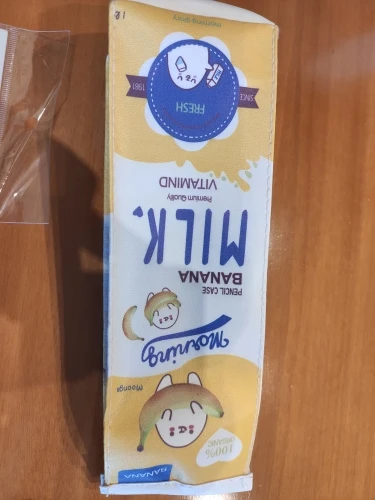 BANANA
100%
ORGANIC
Moongs
Morning
PENCIL CASE
BANANA
MILK.
Premium Quality
VITAMIND
SINCE
1981
FRESH